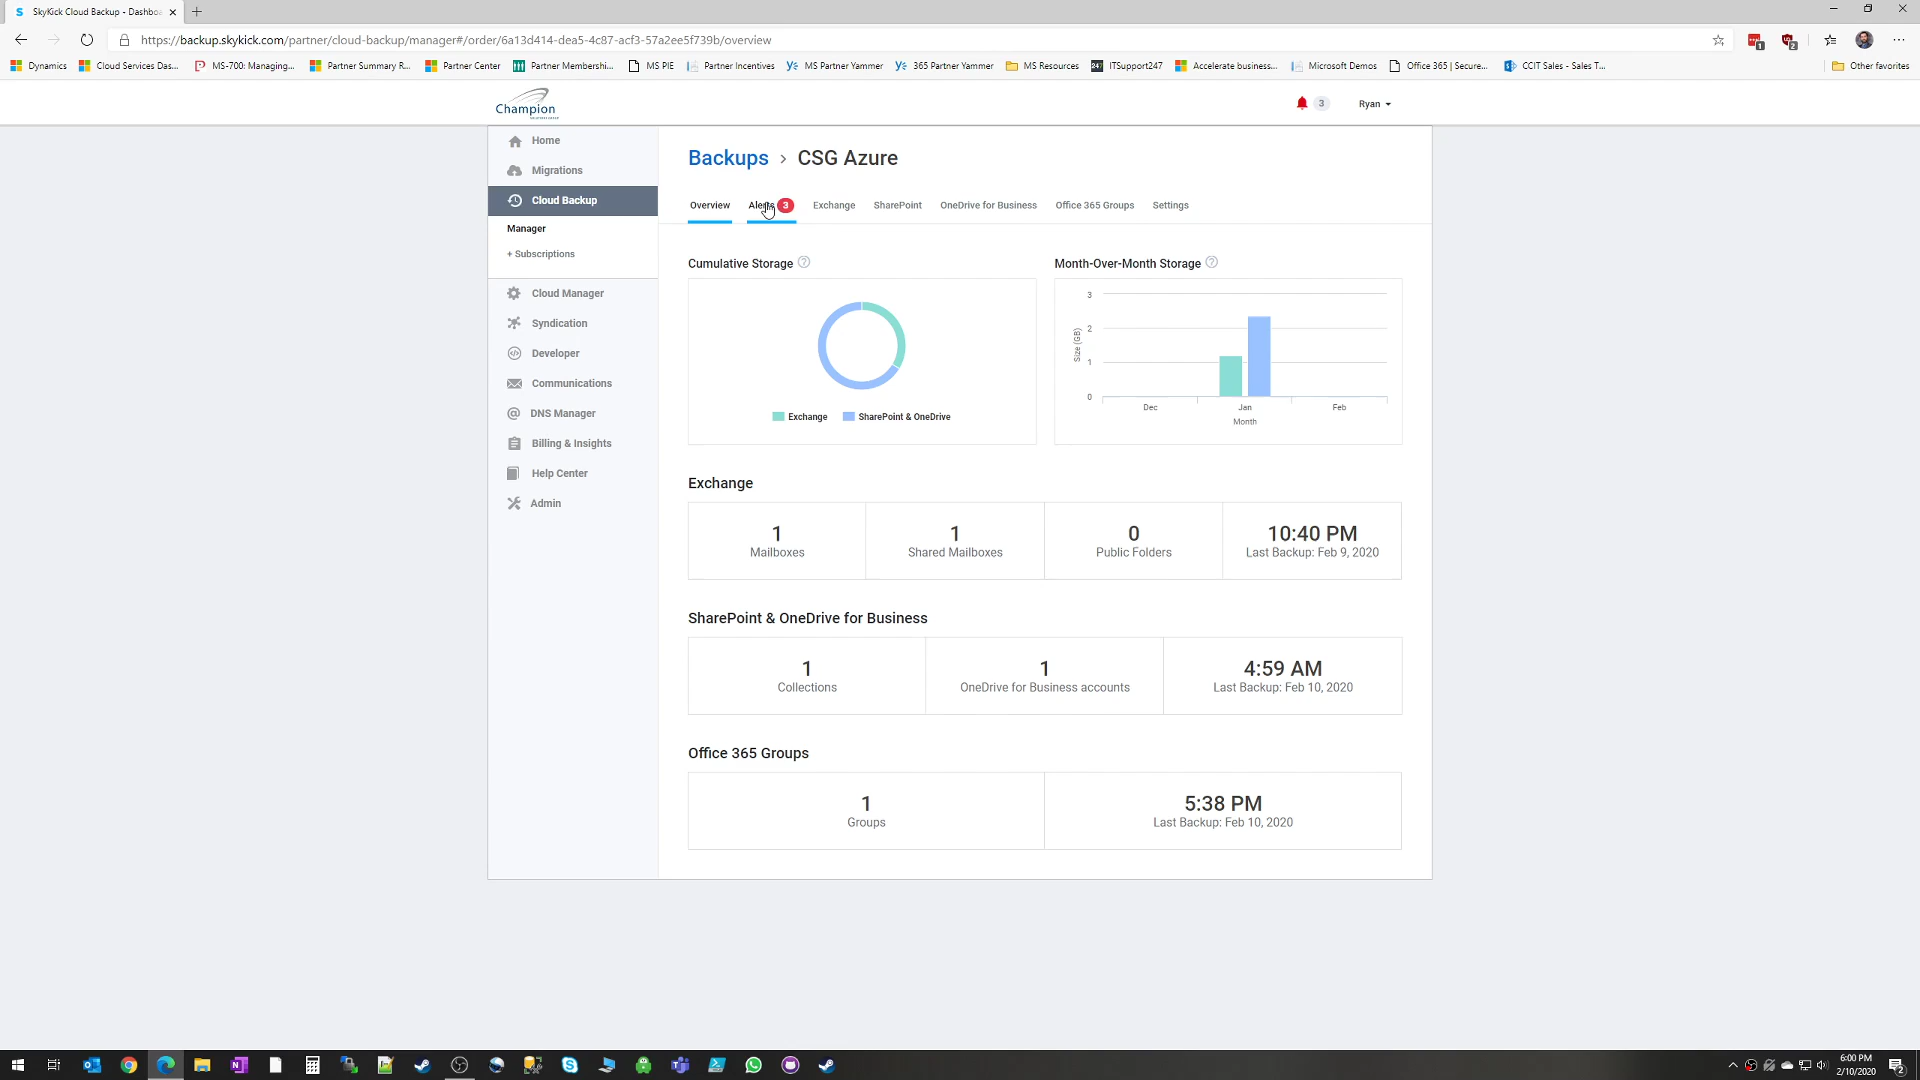 SkyKick Cloud Backup - Dashbo
https://backup.skykick.com/partner/cloud-backup/manager#/order/6a13d414-dea5-4c87-acf3-57a2ee5f739b/overview
1
2
Dynamics
Cloud Services Das...
MS-700: Managing...
Partner Summary R...
Partner Center
Partner Membershi...
MS PIE
Partner Incentives
MS Partner Yammer
365 Partner Yammer
MS Resources
ITSupport247
Accelerate business...
Microsoft Demos
Office 365 | Secure...
CCIT Sales - Sales T...
Other favorites
Champion
3
Ryan
Home
Migrations
Cloud Backup
Manager
+ Subscriptions
Cloud Manager
Syndication
Developer
Communications
DNS Manager
Billing & Insights
Help Center
Admin
Backups › CSG Azure
Overview
Alerts 3
Exchange
SharePoint
OneDrive for Business
Office 365 Groups
Settings
Cumulative Storage ?
Exchange
SharePoint & OneDrive
Month-Over-Month Storage ?
Size (GB)
3
2
1
0
Dec
Jan
Feb
Month
Exchange
1
Mailboxes
1
Shared Mailboxes
0
Public Folders
10:40 PM
Last Backup: Feb 9, 2020
SharePoint & OneDrive for Business
1
Collections
1
OneDrive for Business accounts
4:59 AM
Last Backup: Feb 10, 2020
Office 365 Groups
1
Groups
5:38 PM
Last Backup: Feb 10, 2020
6:00 PM
2/10/2020
2